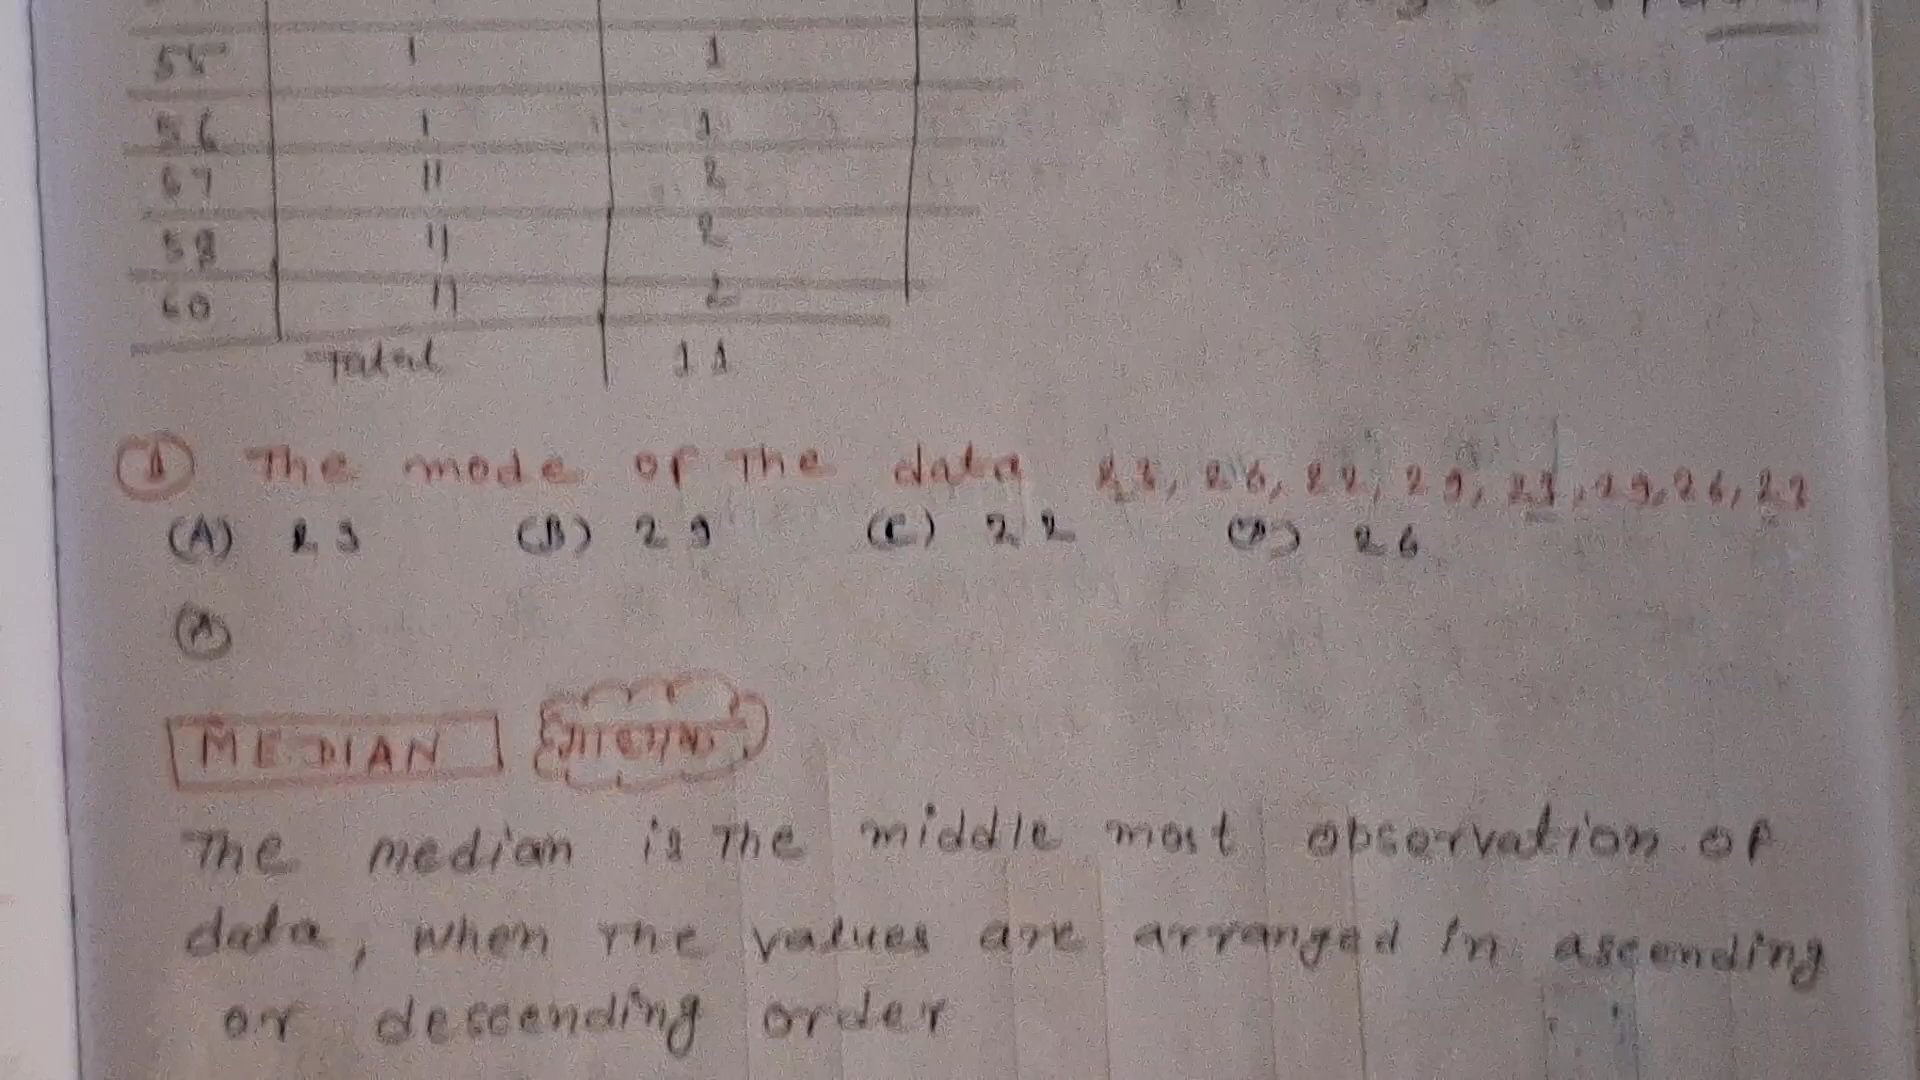 55 | 1
56 | 1
57 || 2
58 || 2
60 || 2
Total 11
① The mode of the data 23, 26, 22, 29, 23, 29, 26, 23
(A) 23 (B) 29 (C) 22 (D) 26
(A)
MEDIAN
The median is The middle most observation of
data, when The values are arranged in ascending
or descending order